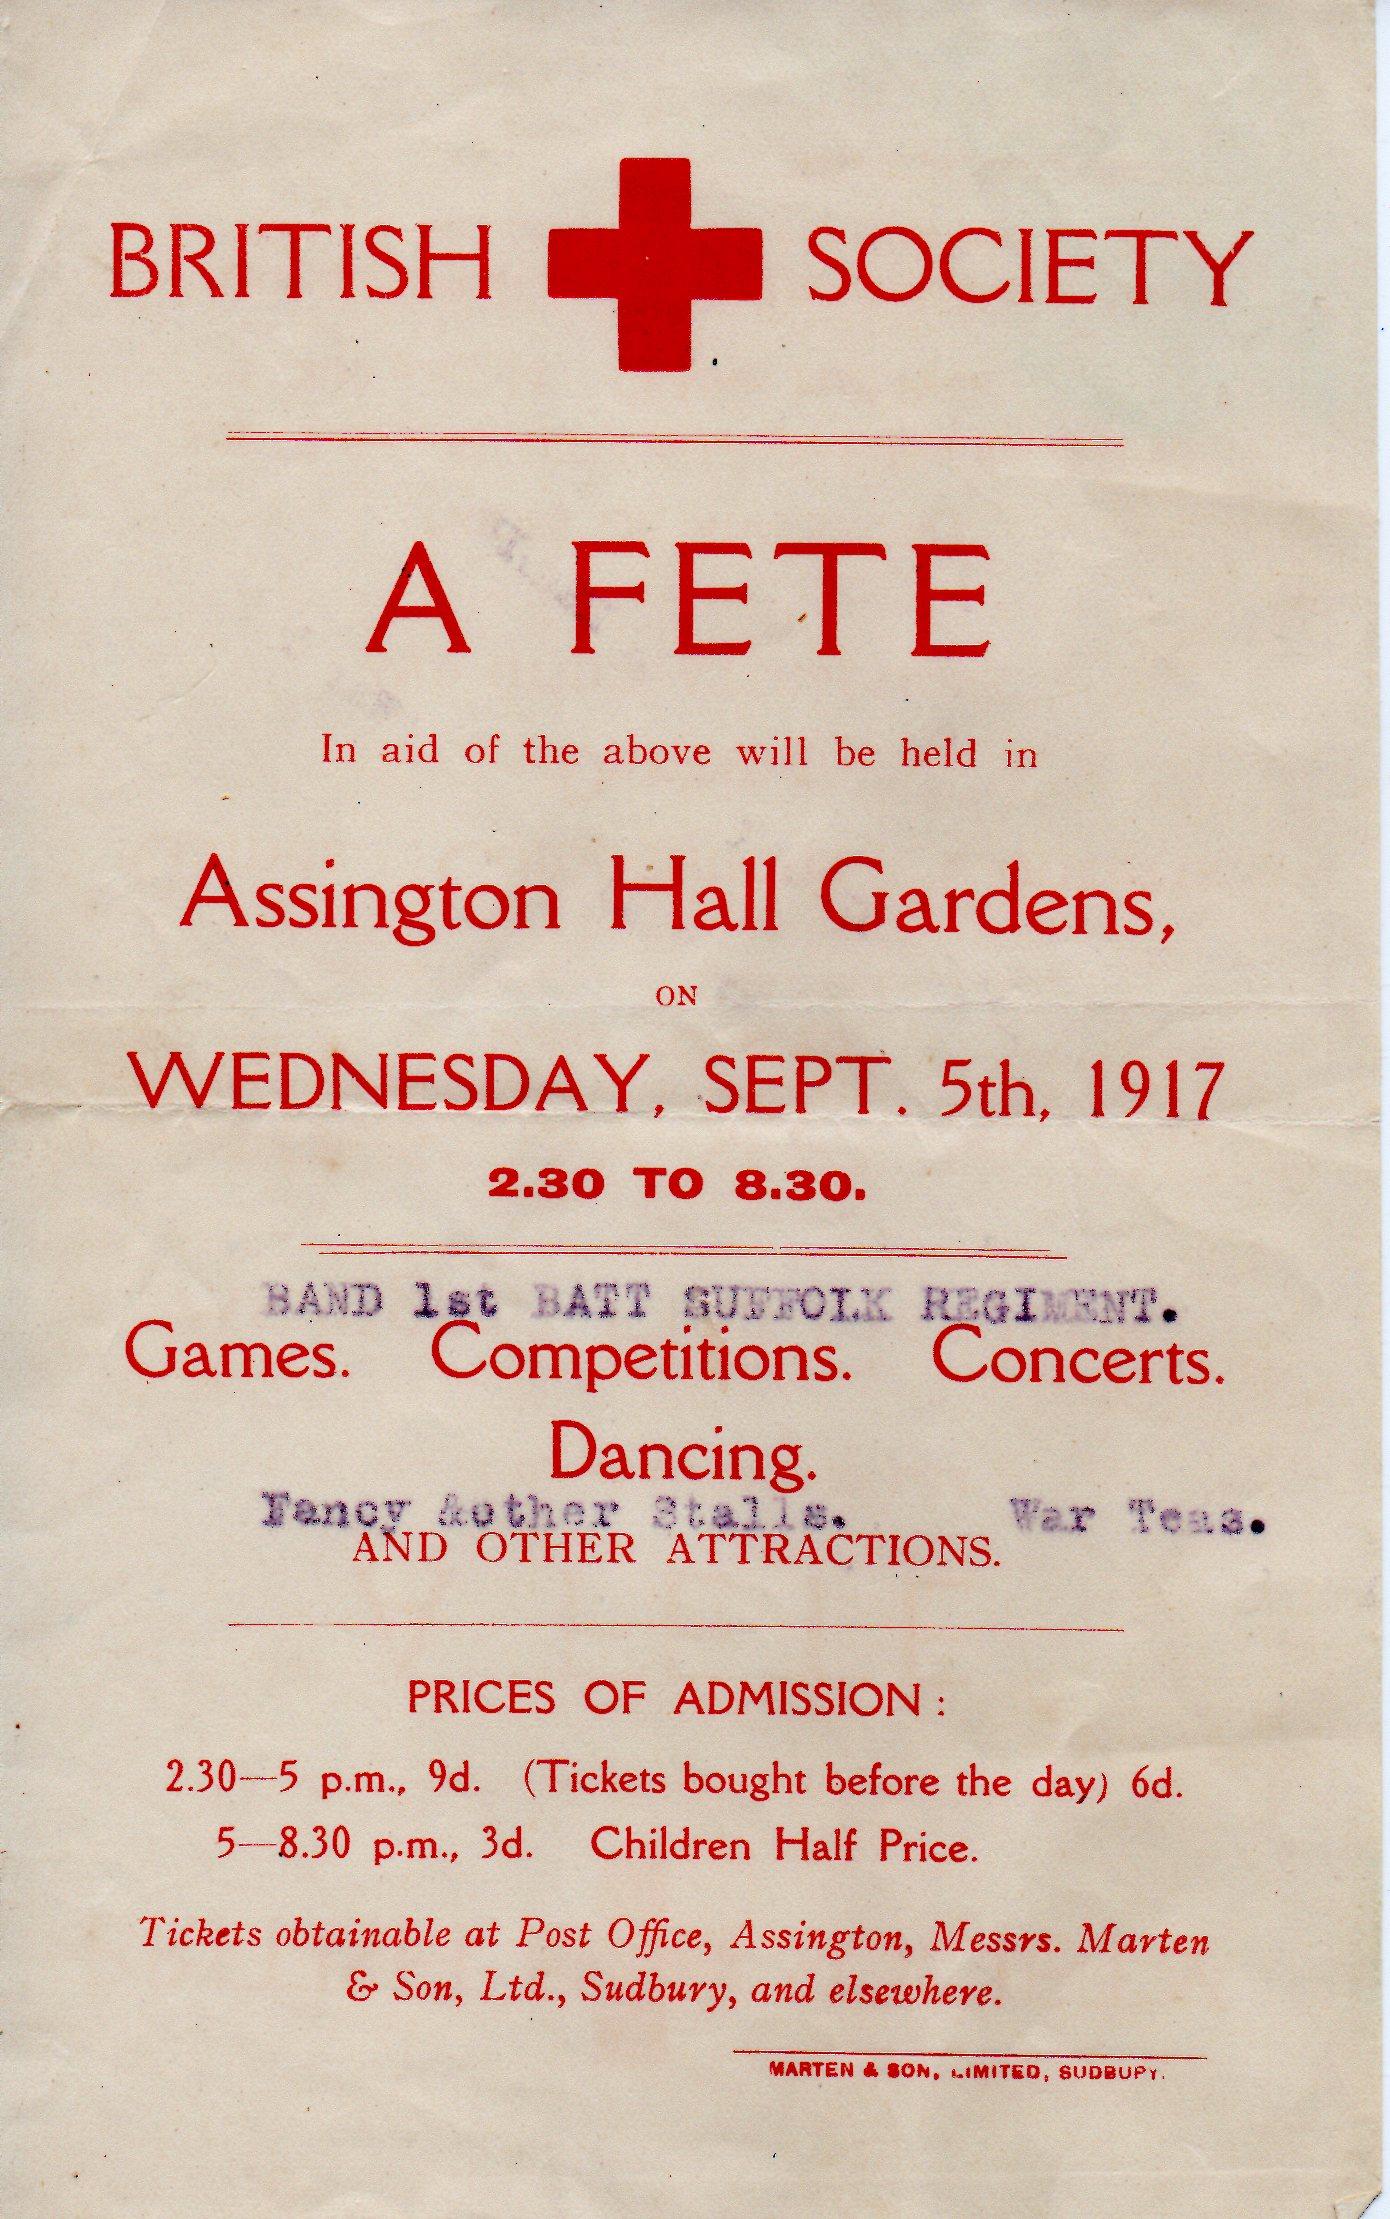 BRITISH SOCIETY
A FETE
In aid of the above will be held in
Assington Hall Gardens,
ON
WEDNESDAY, SEPT. 5th, 1917
2.30 TO 8.30.
BAND 1st BATT SUFFOLK REGIMENT.
Games. Competitions. Concerts.
Dancing.
Fancy &other Stalls. War Teas.
AND OTHER ATTRACTIONS.
PRICES OF ADMISSION :
2.30—5 p.m., 9d. (Tickets bought before the day) 6d.
5—8.30 p.m., 3d. Children Half Price.
Tickets obtainable at Post Office, Assington, Messrs. Marten
& Son, Ltd., Sudbury, and elsewhere.
MARTEN & SON, LIMITED, SUDBURY.